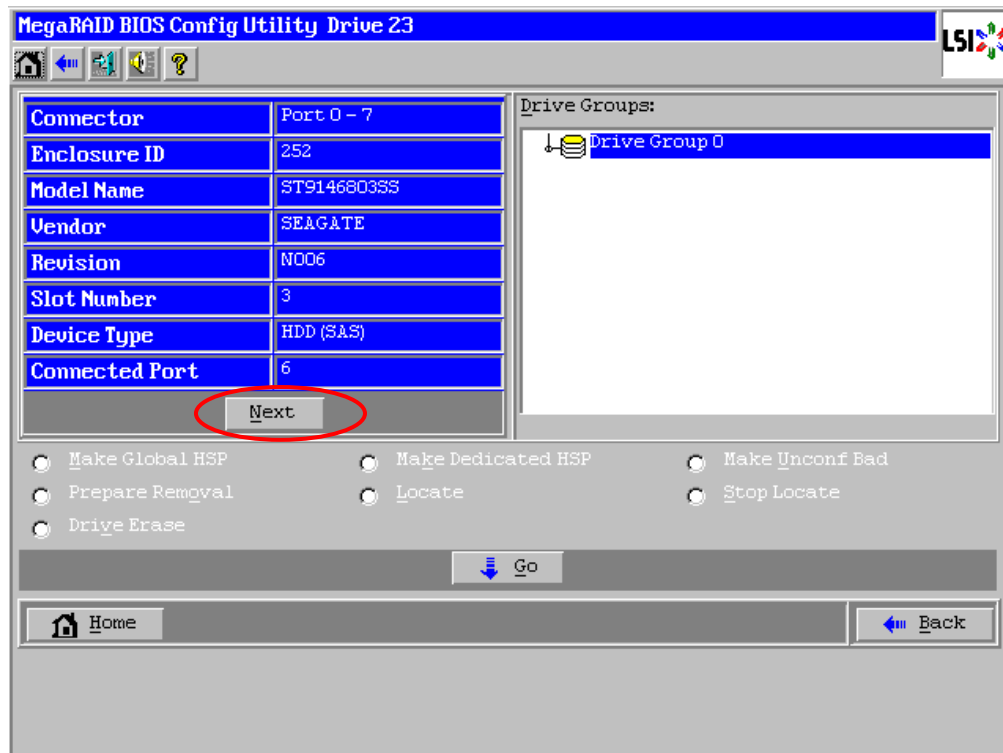 MegaRAID BIOS Config Utility Drive 23
LSI
Connector Port 0 – 7
Enclosure ID 252
Model Name ST9146803SS
Vendor SEAGATE
Revision N006
Slot Number 3
Device Type HDD (SAS)
Connected Port 6
Next
Drive Groups:
Drive Group 0
Make Global HSP Make Dedicated HSP Make Unconf Bad
Prepare Removal Locate Stop Locate
Drive Erase
Go
Home Back